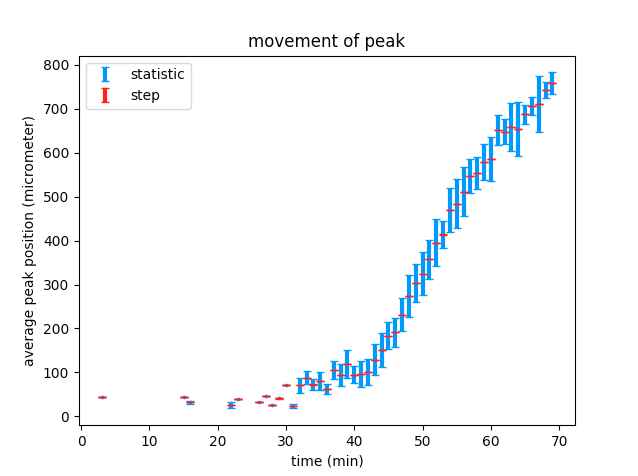 movement of peak
statistic
step
800
700
600
500
400
300
200
100
0
average peak position (micrometer)
0 10 20 30 40 50 60 70
time (min)